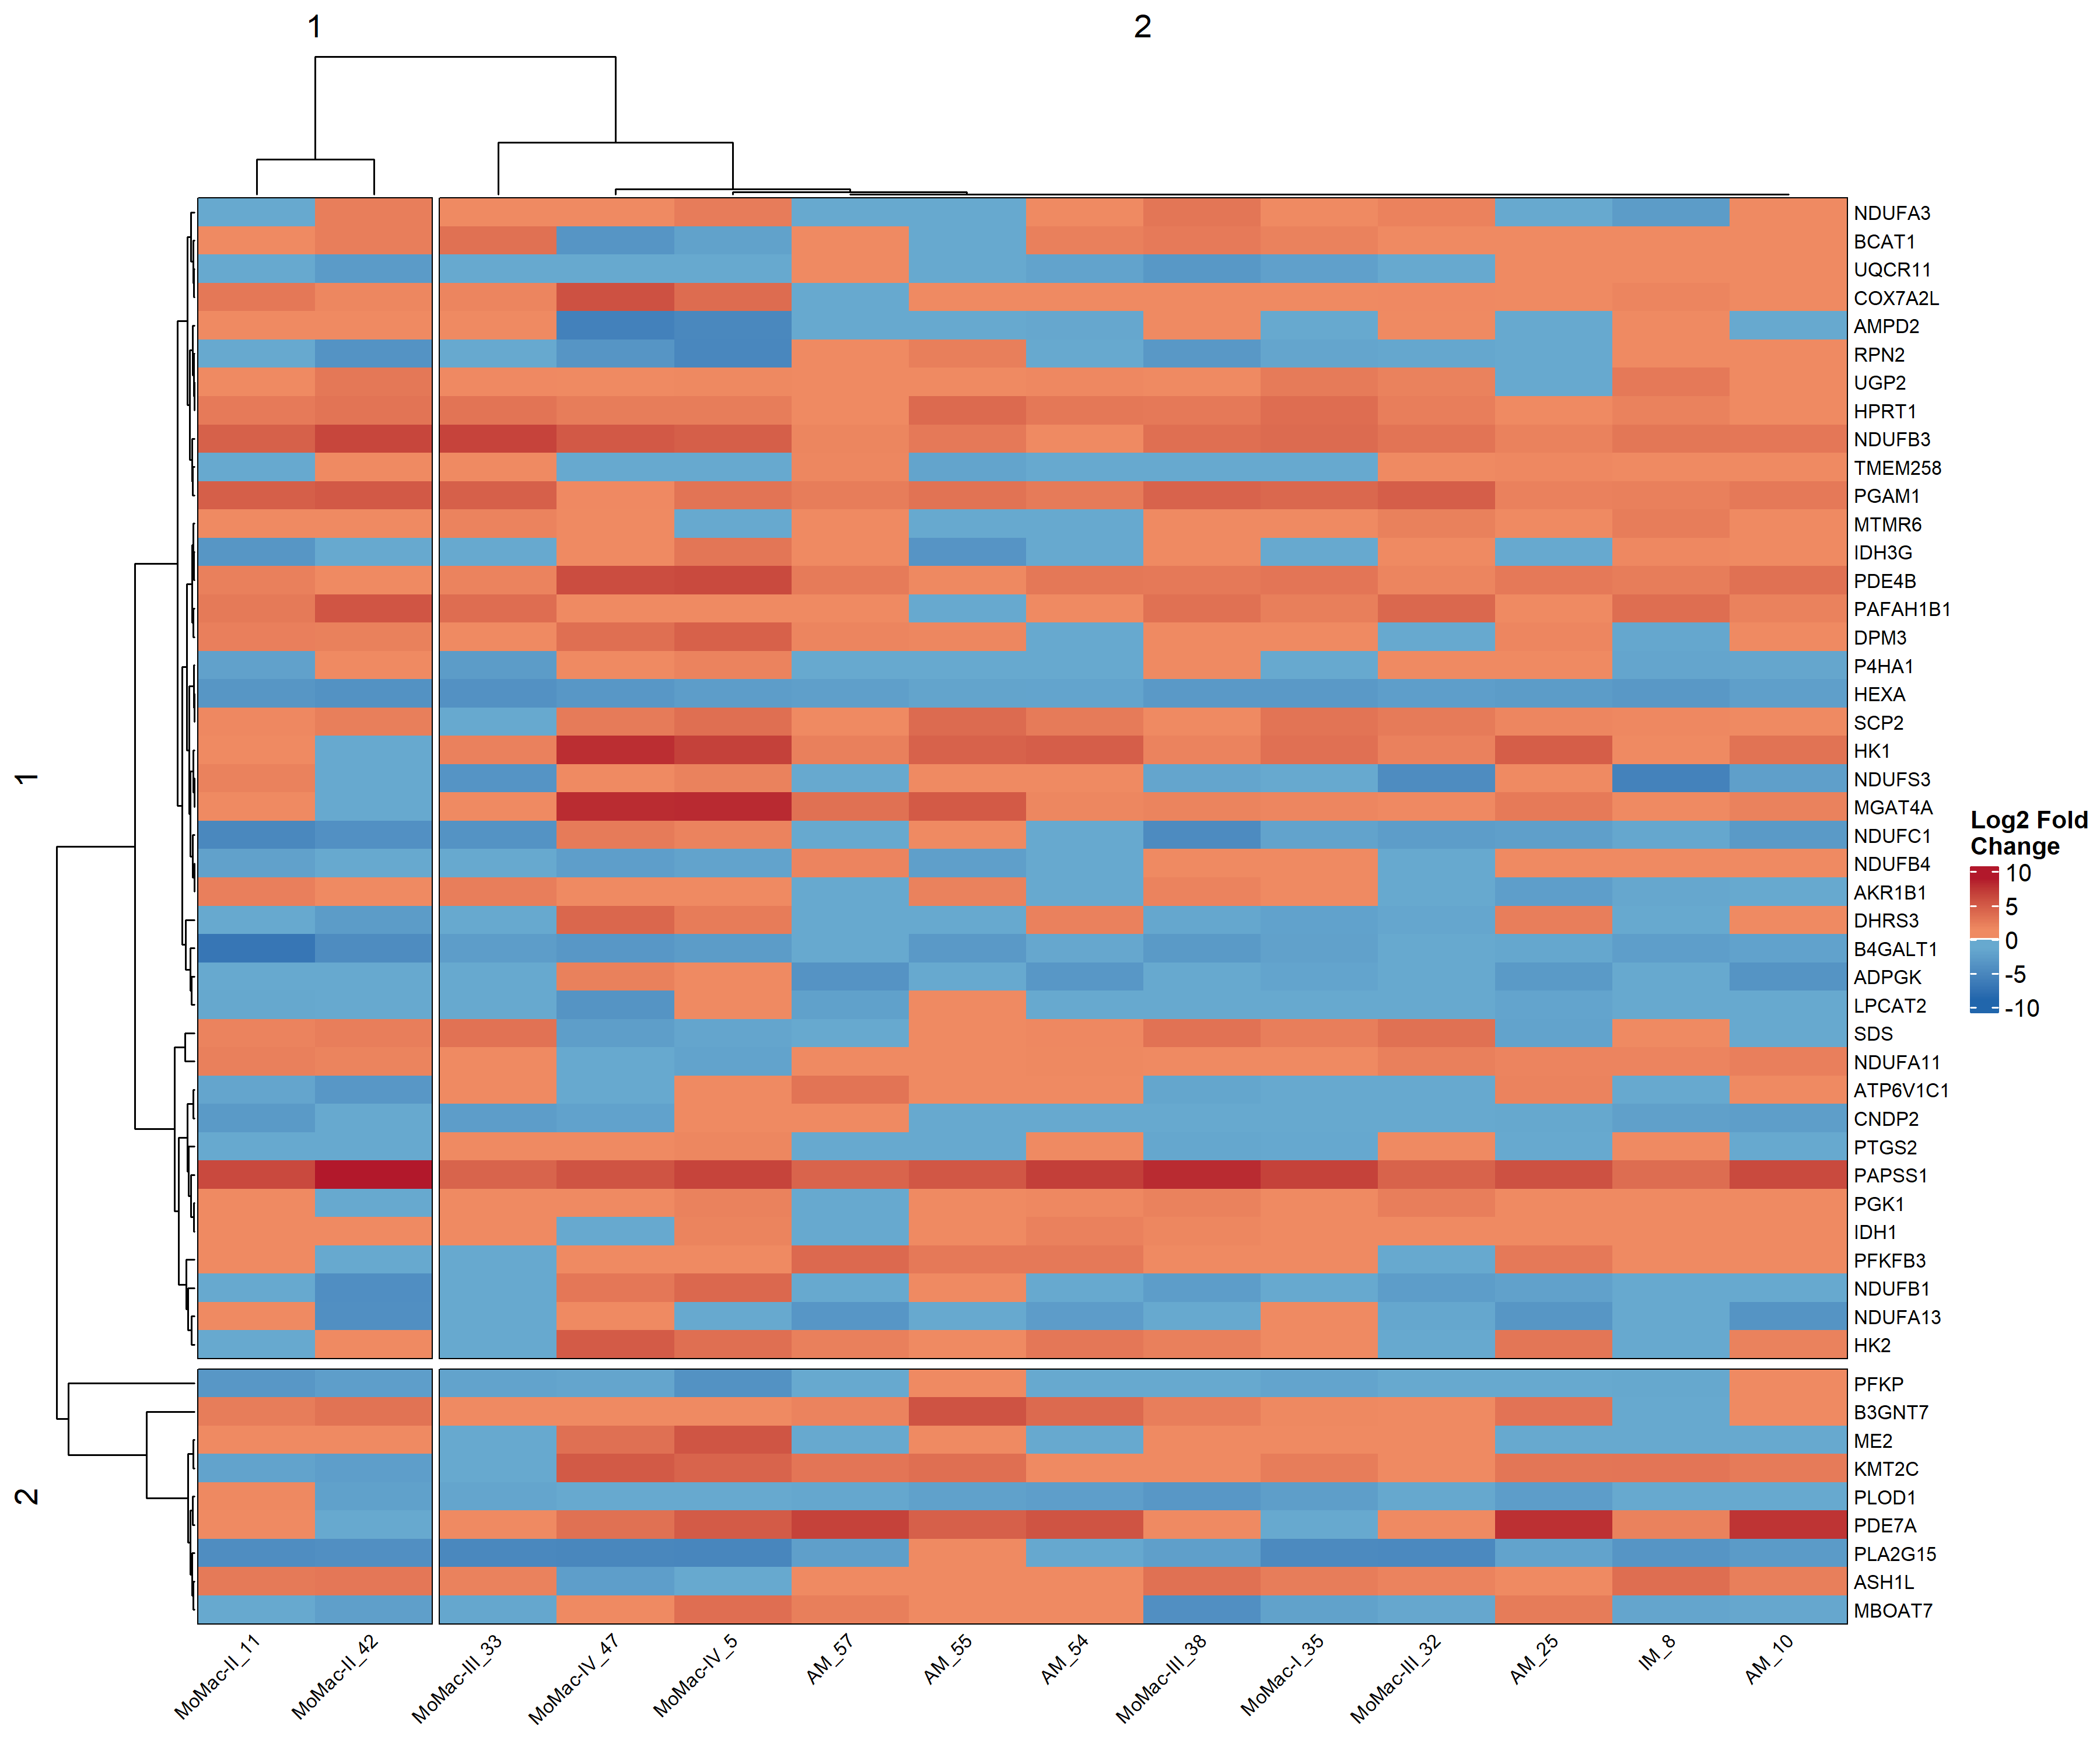 1
2
1
2
NDUFA3
BCAT1
UQCR11
COX7A2L
AMPD2
RPN2
UGP2
HPRT1
NDUFB3
TMEM258
PGAM1
MTMR6
IDH3G
PDE4B
PAFAH1B1
DPM3
P4HA1
HEXA
SCP2
HK1
NDUFS3
MGAT4A
NDUFC1
NDUFB4
AKR1B1
DHRS3
B4GALT1
ADPGK
LPCAT2
SDS
NDUFA11
ATP6V1C1
CNDP2
PTGS2
PAPSS1
PGK1
IDH1
PFKFB3
NDUFB1
NDUFA13
HK2
PFKP
B3GNT7
ME2
KMT2C
PLOD1
PDE7A
PLA2G15
ASH1L
MBOAT7
MoMac-II_11
MoMac-II_42
MoMac-III_33
MoMac-IV_47
MoMac-IV_5
AM_57
AM_55
AM_54
MoMac-III_38
MoMac-I_35
MoMac-III_32
AM_25
IM_8
AM_10
Log2 Fold
Change
10
5
0
-5
-10